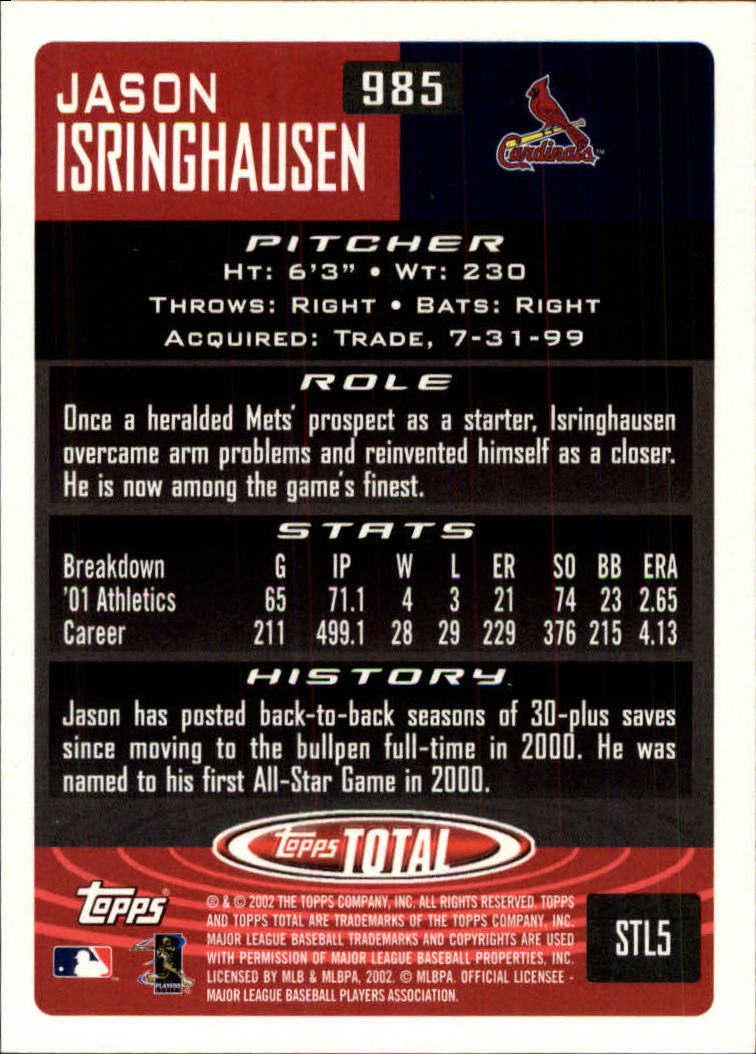 JASON
ISRINGHAUSEN
985
Cardinals™
PITCHER
HT: 6'3" • WT: 230
THROWS: RIGHT • BATS: RIGHT
ACQUIRED: TRADE, 7-31-99
ROLE
Once a heralded Mets' prospect as a starter, Isringhausen
overcame arm problems and reinvented himself as a closer.
He is now among the game's finest.
STATS
Breakdown G IP W L ER SO BB ERA
'01 Athletics 65 71.1 4 3 21 74 23 2.65
Career 211 499.1 28 29 229 376 215 4.13
HISTORY
Jason has posted back-to-back seasons of 30-plus saves
since moving to the bullpen full-time in 2000. He was
named to his first All-Star Game in 2000.
Topps TOTAL
Topps®
® & © 2002 THE TOPPS COMPANY, INC. ALL RIGHTS RESERVED. TOPPS
AND TOPPS TOTAL ARE TRADEMARKS OF THE TOPPS COMPANY, INC.
MAJOR LEAGUE BASEBALL TRADEMARKS AND COPYRIGHTS ARE USED
WITH PERMISSION OF MAJOR LEAGUE BASEBALL PROPERTIES, INC.
LICENSED BY MLB & MLBPA, 2002. © MLBPA. OFFICIAL LICENSEE -
MAJOR LEAGUE BASEBALL PLAYERS ASSOCIATION.
PLAYERS
STL5